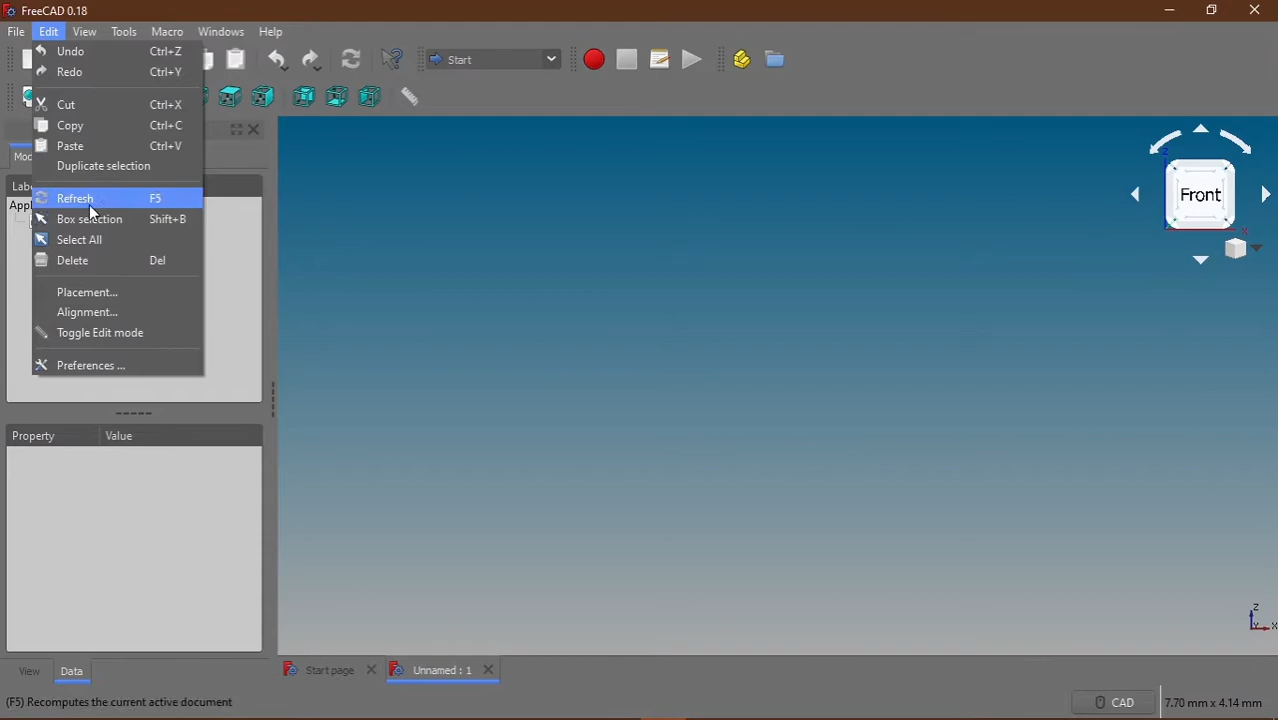 FreeCAD 0.18
File Edit View Tools Macro Windows Help
Undo Ctrl+Z
Redo Ctrl+Y
Cut Ctrl+X
Copy Ctrl+C
Paste Ctrl+V
Duplicate selection
Refresh F5
Box selection Shift+B
Select All
Delete Del
Placement...
Alignment...
Toggle Edit mode
Preferences ...
Start
Front
Z
X
Property Value
View Data
Start page
Unnamed : 1
Z
Y X
(F5) Recomputes the current active document
CAD
7.70 mm x 4.14 mm